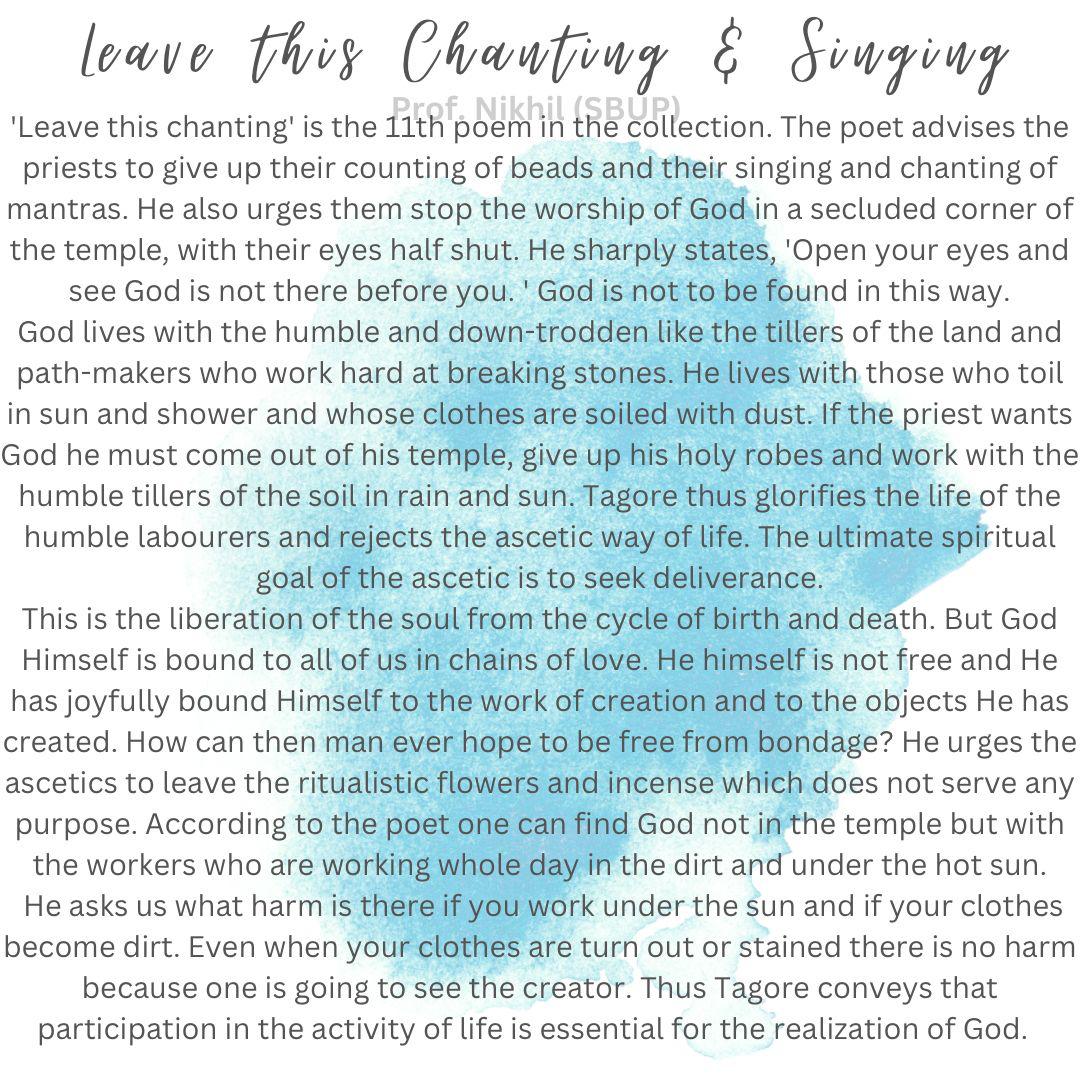 Leave this Chanting & Singing
Prof. Nikhil (SBUP)
'Leave this chanting' is the 11th poem in the collection. The poet advises the
priests to give up their counting of beads and their singing and chanting of
mantras. He also urges them stop the worship of God in a secluded corner of
the temple, with their eyes half shut. He sharply states, 'Open your eyes and
see God is not there before you. ' God is not to be found in this way.
God lives with the humble and down-trodden like the tillers of the land and
path-makers who work hard at breaking stones. He lives with those who toil
in sun and shower and whose clothes are soiled with dust. If the priest wants
God he must come out of his temple, give up his holy robes and work with the
humble tillers of the soil in rain and sun. Tagore thus glorifies the life of the
humble labourers and rejects the ascetic way of life. The ultimate spiritual
goal of the ascetic is to seek deliverance.
This is the liberation of the soul from the cycle of birth and death. But God
Himself is bound to all of us in chains of love. He himself is not free and He
has joyfully bound Himself to the work of creation and to the objects He has
created. How can then man ever hope to be free from bondage? He urges the
ascetics to leave the ritualistic flowers and incense which does not serve any
purpose. According to the poet one can find God not in the temple but with
the workers who are working whole day in the dirt and under the hot sun.
He asks us what harm is there if you work under the sun and if your clothes
become dirt. Even when your clothes are turn out or stained there is no harm
because one is going to see the creator. Thus Tagore conveys that
participation in the activity of life is essential for the realization of God.